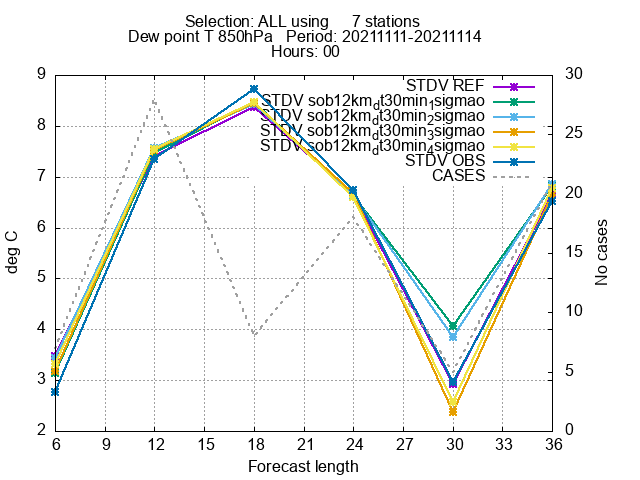 Selection: ALL using 7 stations
Dew point T 850hPa Period: 20211111-20211114
Hours: 00
STDV REF
STDV sob12km_dt30min_1sigmao
STDV sob12km_dt30min_2sigmao
STDV sob12km_dt30min_3sigmao
STDV sob12km_dt30min_4sigmao
STDV OBS
CASES
deg C
9
8
7
6
5
4
3
2
No cases
30
25
20
15
10
5
0
6 9 12 15 18 21 24 27 30 33 36
Forecast length